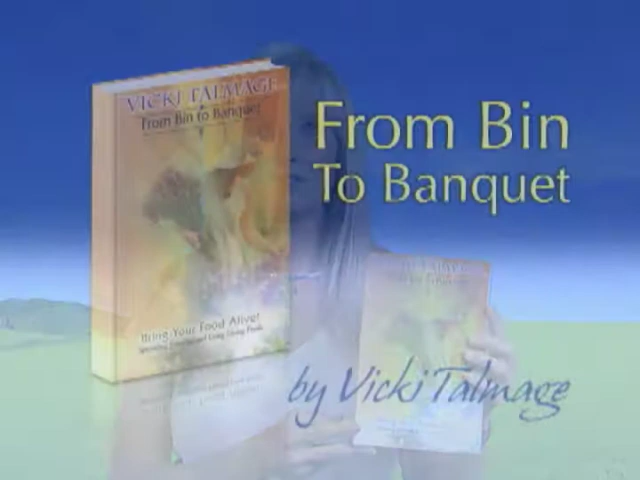 VICKI TALMAGE
From Bin to Banquet
Bring Your Food Alive!
From Bin
To Banquet
by Vicki Talmage